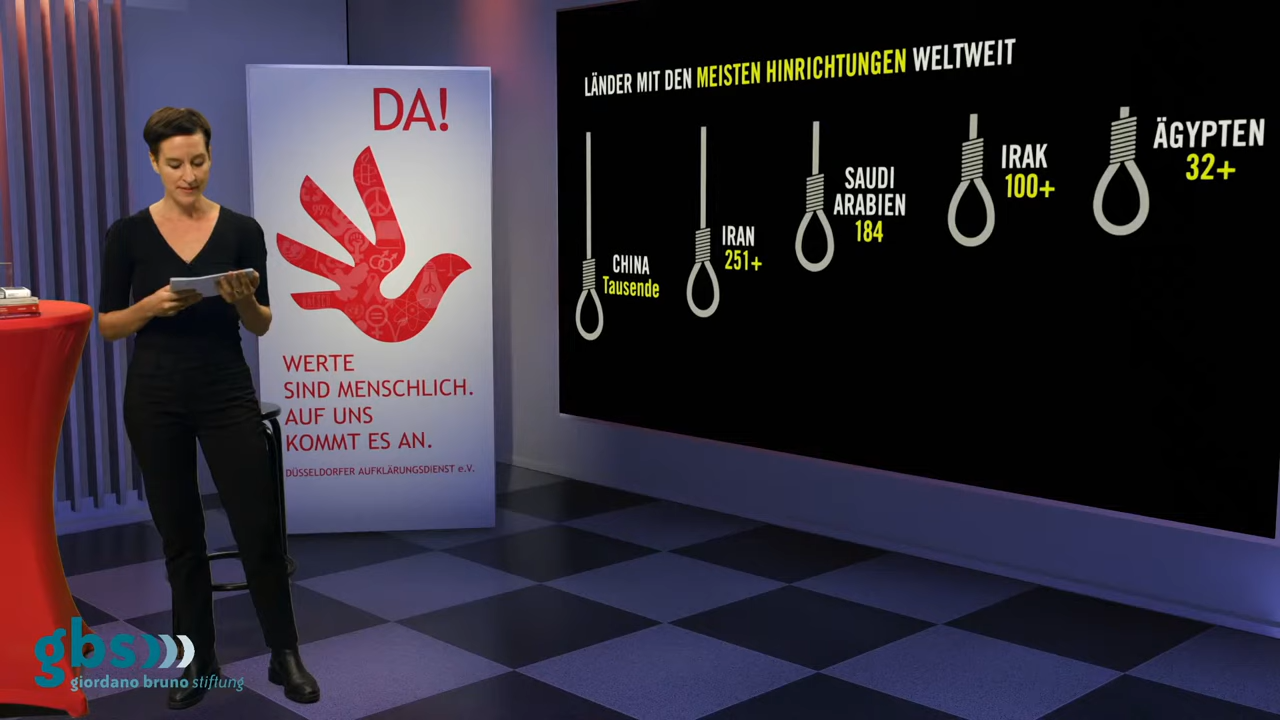 DA!
WERTE
SIND MENSCHLICH.
AUF UNS
KOMMT ES AN.
DÜSSELDORFER AUFKLÄRUNGSDIENST e.V.
LÄNDER MIT DEN MEISTEN HINRICHTUNGEN WELTWEIT
CHINA
Tausende
IRAN
251+
SAUDI
ARABIEN
184
IRAK
100+
ÄGYPTEN
32+
gbs
giordano bruno stiftung